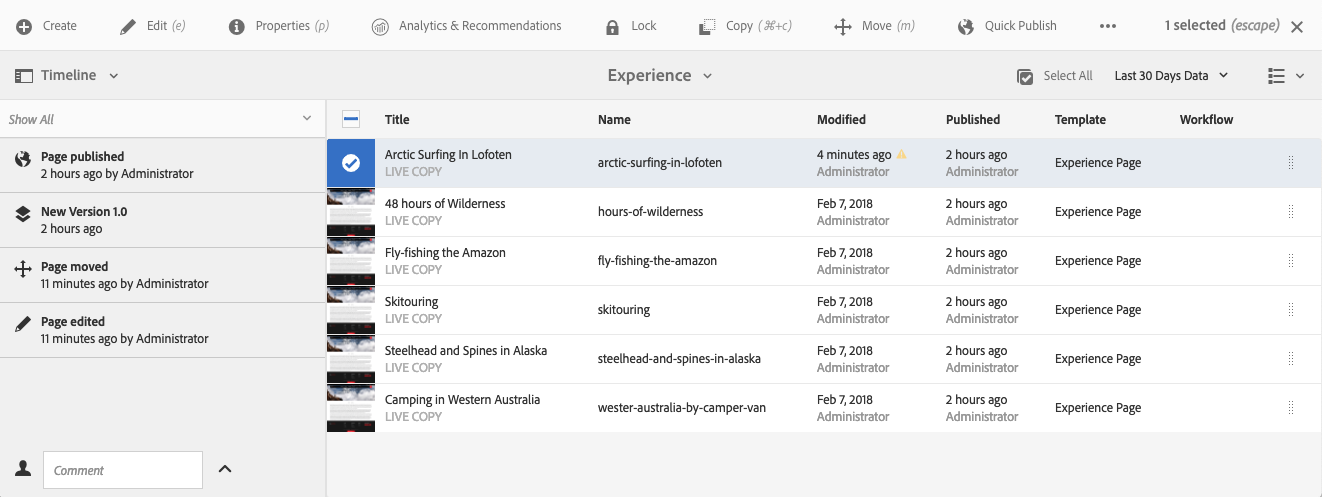 Create Edit (e) Properties (p) Analytics & Recommendations Lock Copy (⌘+c) Move (m) Quick Publish ••• 1 selected (escape)
Timeline Experience Select All Last 30 Days Data
Show All
Page published
2 hours ago by Administrator
New Version 1.0
2 hours ago
Page moved
11 minutes ago by Administrator
Page edited
11 minutes ago by Administrator
Comment
Title Name Modified Published Template Workflow
Arctic Surfing In Lofoten arctic-surfing-in-lofoten 4 minutes ago 2 hours ago Experience Page
LIVE COPY Administrator Administrator
48 hours of Wilderness hours-of-wilderness Feb 7, 2018 2 hours ago Experience Page
LIVE COPY Administrator Administrator
Fly-fishing the Amazon fly-fishing-the-amazon Feb 7, 2018 2 hours ago Experience Page
LIVE COPY Administrator Administrator
Skitouring skitouring Feb 7, 2018 2 hours ago Experience Page
LIVE COPY Administrator Administrator
Steelhead and Spines in Alaska steelhead-and-spines-in-alaska Feb 7, 2018 2 hours ago Experience Page
LIVE COPY Administrator Administrator
Camping in Western Australia wester-australia-by-camper-van Feb 7, 2018 2 hours ago Experience Page
LIVE COPY Administrator Administrator